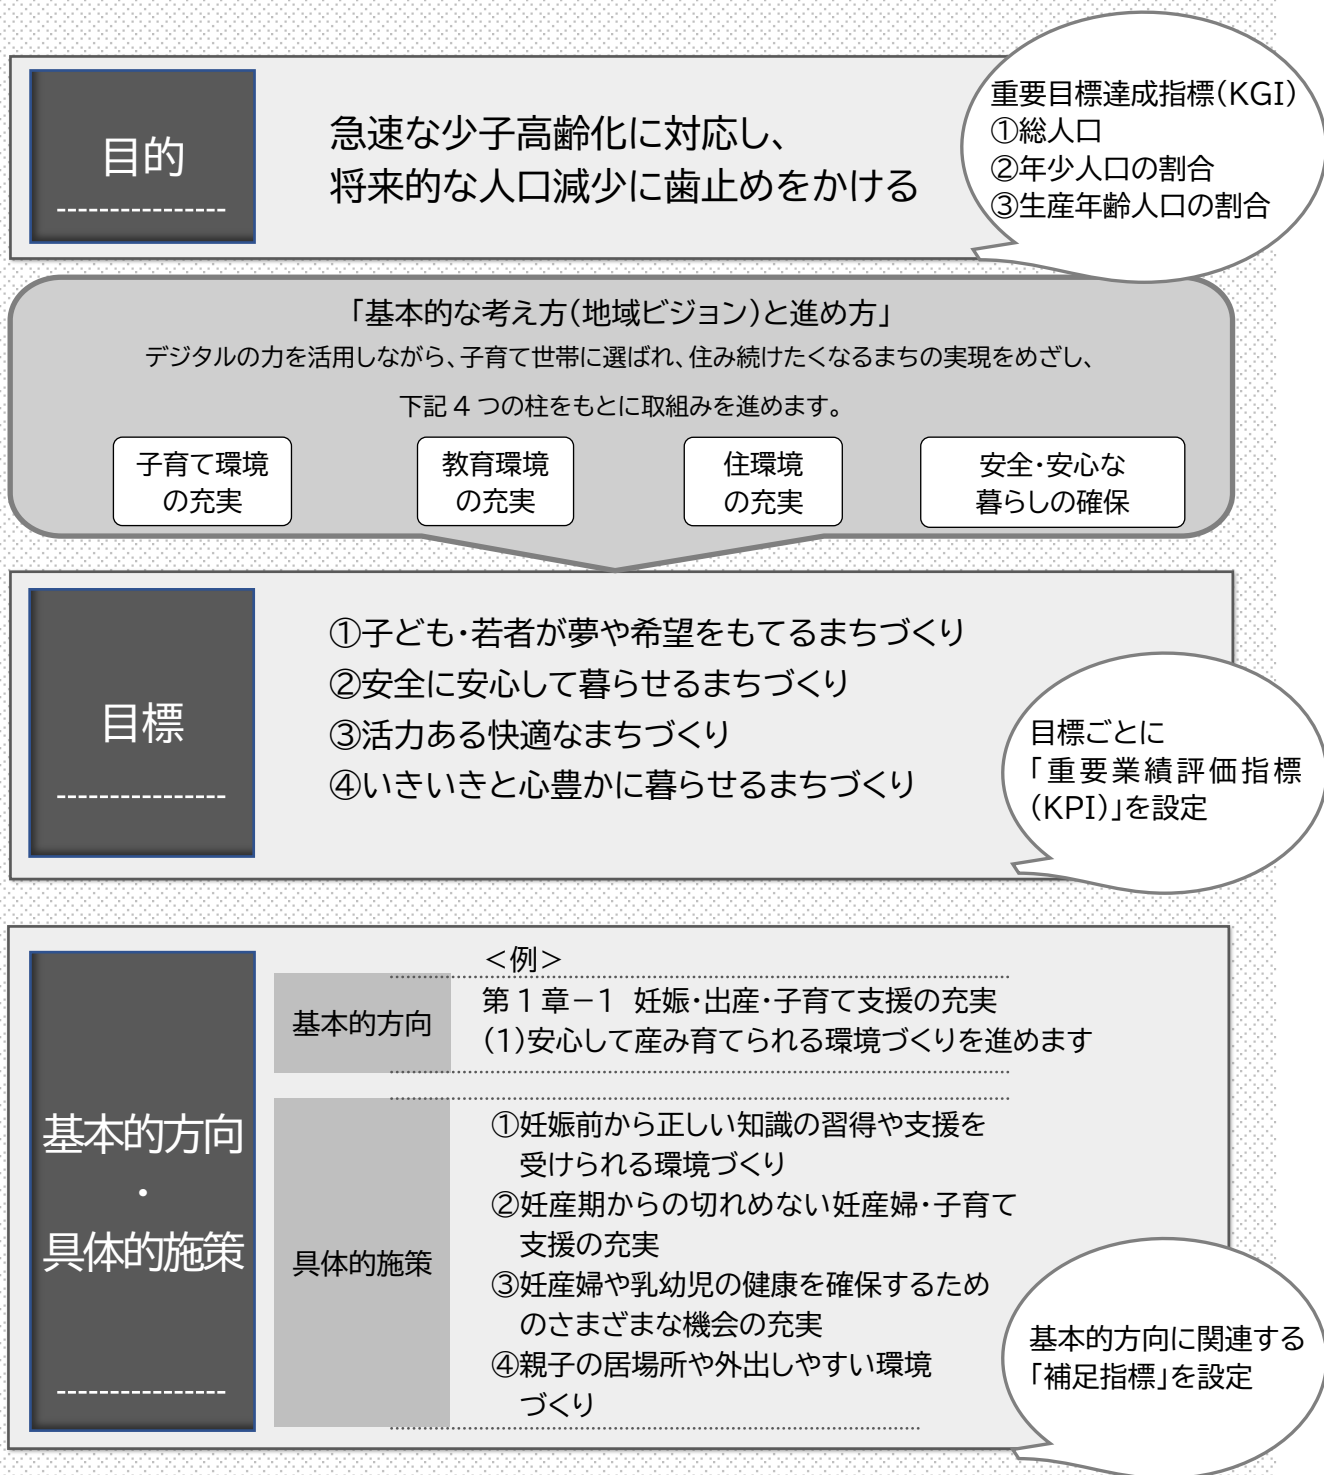 目的
急速な少子高齢化に対応し、
将来的な人口減少に歯止めをかける
重要目標達成指標(KGI)
①総人口
②年少人口の割合
③生産年齢人口の割合
「基本的な考え方(地域ビジョン)と進め方」
デジタルの力を活用しながら、子育て世帯に選ばれ、住み続けたくなるまちの実現をめざし、
下記4つの柱をもとに取組みを進めます。
子育て環境
の充実
教育環境
の充実
住環境
の充実
安全・安心な
暮らしの確保
目標
①子ども・若者が夢や希望をもてるまちづくり
②安全に安心して暮らせるまちづくり
③活力ある快適なまちづくり
④いきいきと心豊かに暮らせるまちづくり
目標ごとに
「重要業績評価指標
(KPI)」を設定
基本的方向
・
具体的施策
<例>
基本的方向
第1章-1 妊娠・出産・子育て支援の充実
(1)安心して産み育てられる環境づくりを進めます
具体的施策
①妊娠前から正しい知識の習得や支援を
受けられる環境づくり
②妊産期からの切れめない妊産婦・子育て
支援の充実
③妊産婦や乳幼児の健康を確保するため
のさまざまな機会の充実
④親子の居場所や外出しやすい環境
づくり
基本的方向に関連する
「補足指標」を設定